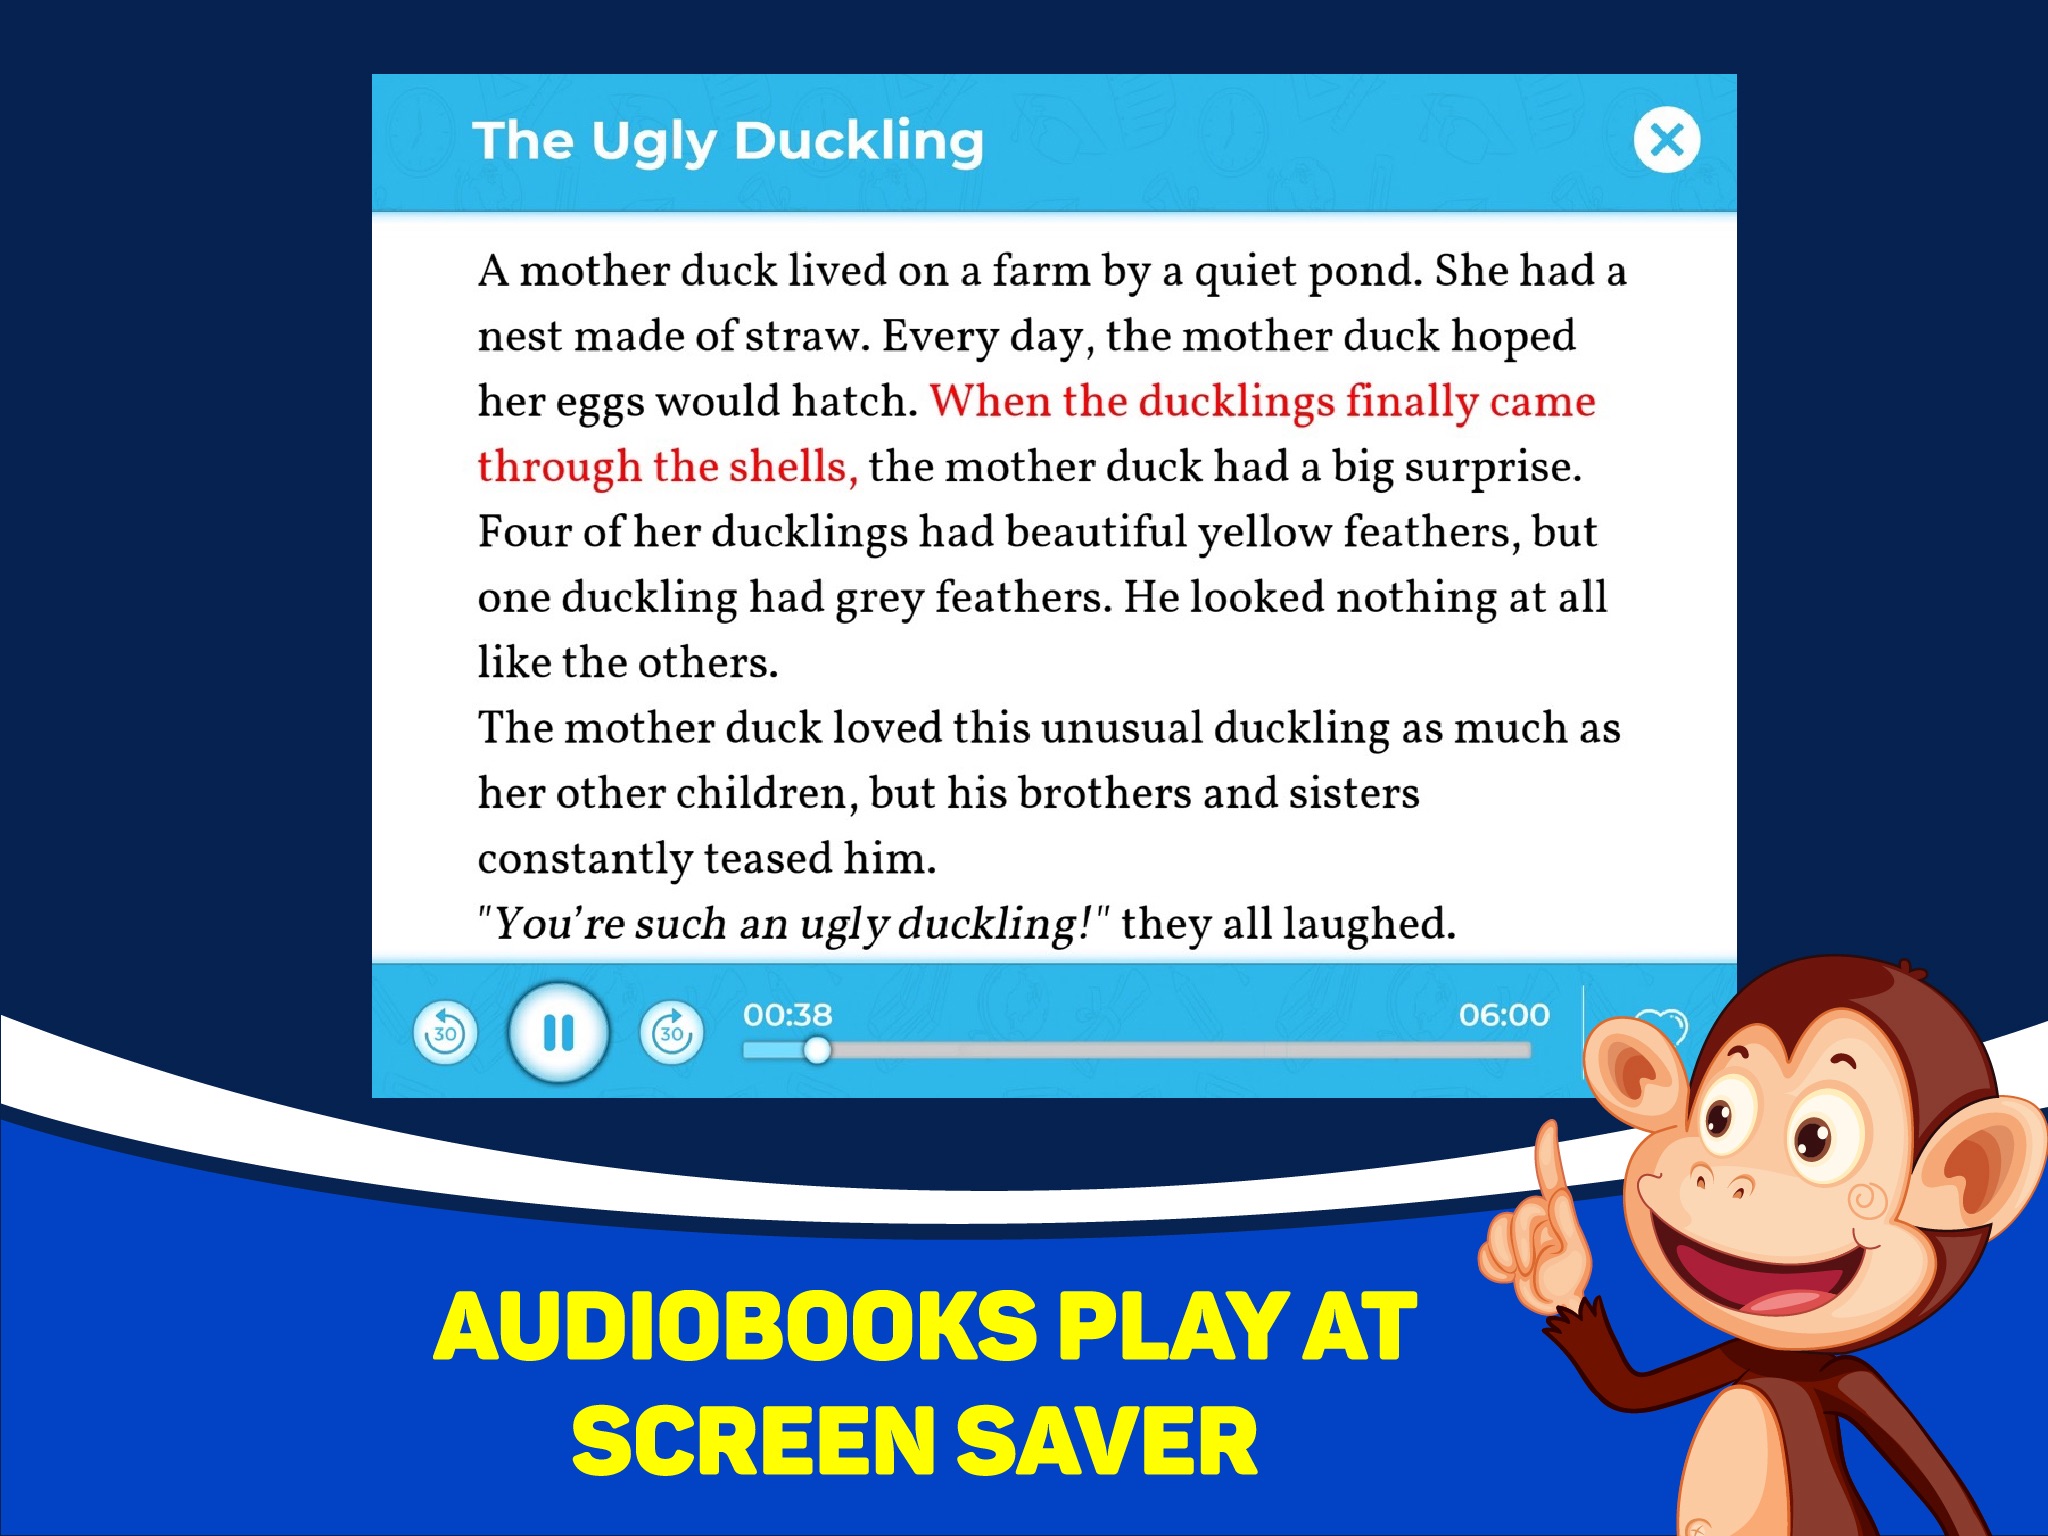 The Ugly Duckling
A mother duck lived on a farm by a quiet pond. She had a
nest made of straw. Every day, the mother duck hoped
her eggs would hatch. When the ducklings finally came
through the shells, the mother duck had a big surprise.
Four of her ducklings had beautiful yellow feathers, but
one duckling had grey feathers. He looked nothing at all
like the others.
The mother duck loved this unusual duckling as much as
her other children, but his brothers and sisters
constantly teased him.
"You're such an ugly duckling!" they all laughed.
30
30
00:38
06:00
AUDIOBOOKS PLAY AT
SCREEN SAVER